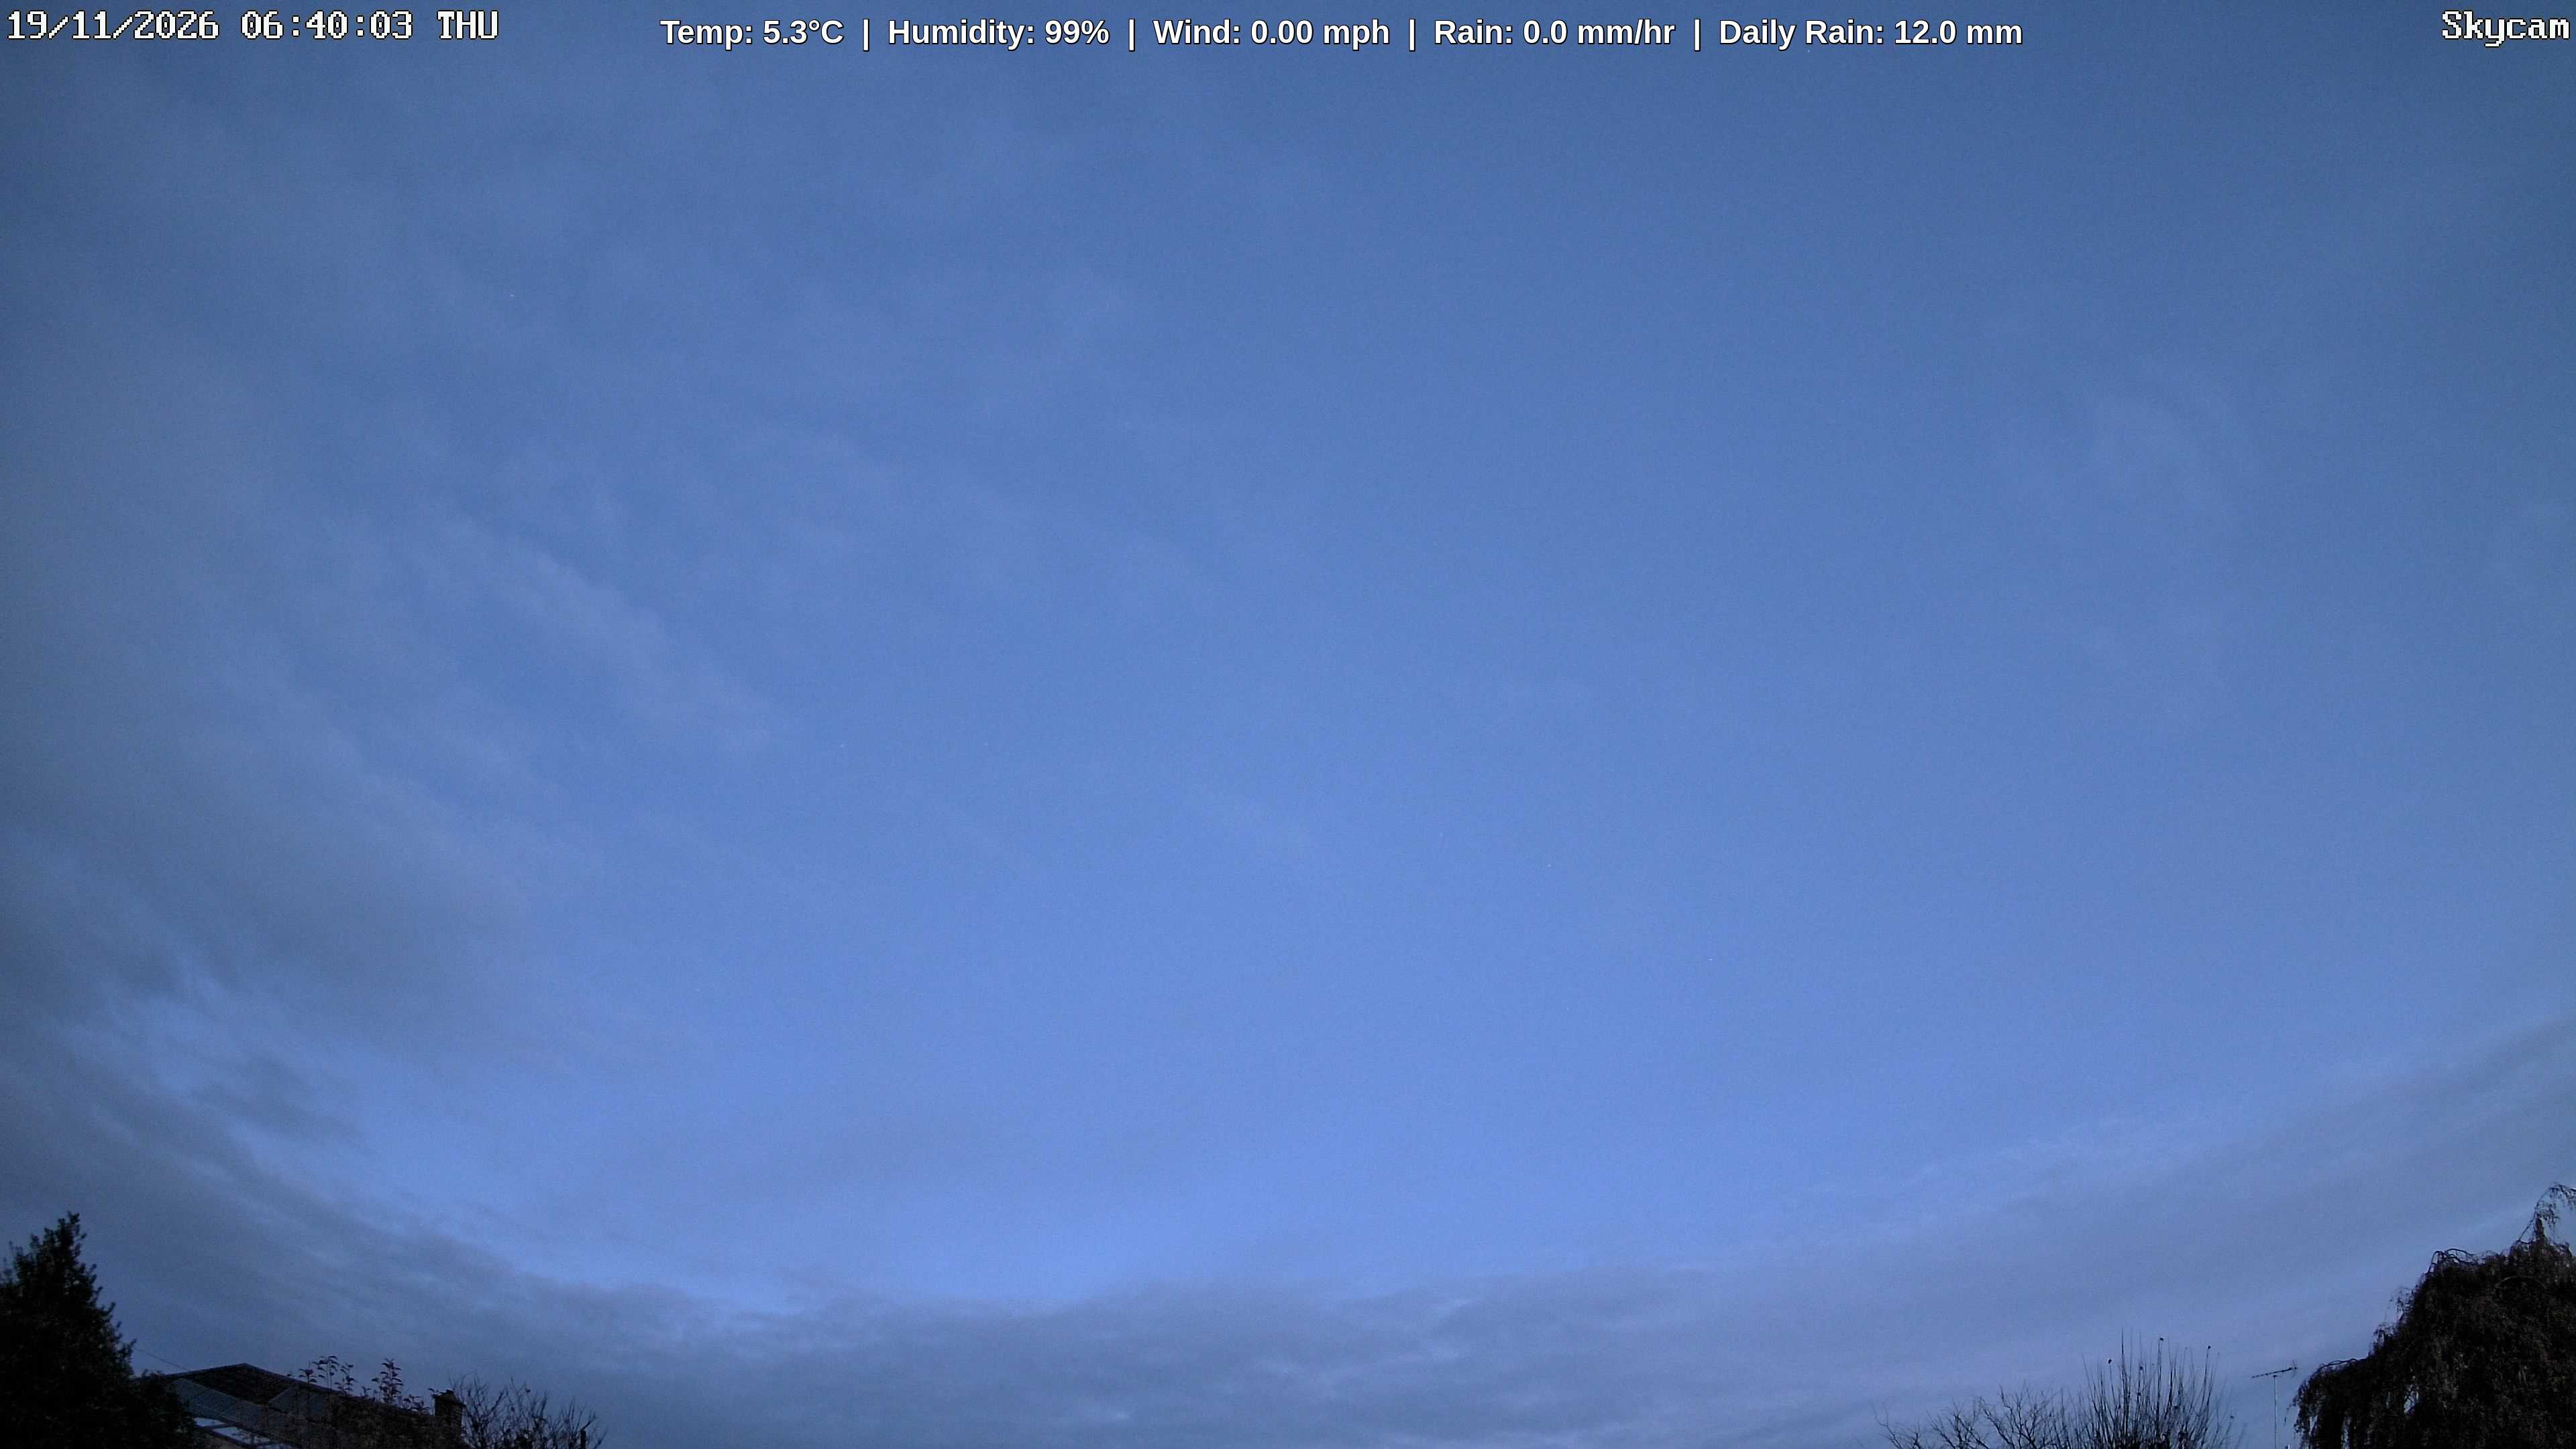 19/11/2026 06:40:03 THU
Temp: 5.3°C | Humidity: 99% | Wind: 0.00 mph | Rain: 0.0 mm/hr | Daily Rain: 12.0 mm
Skycam